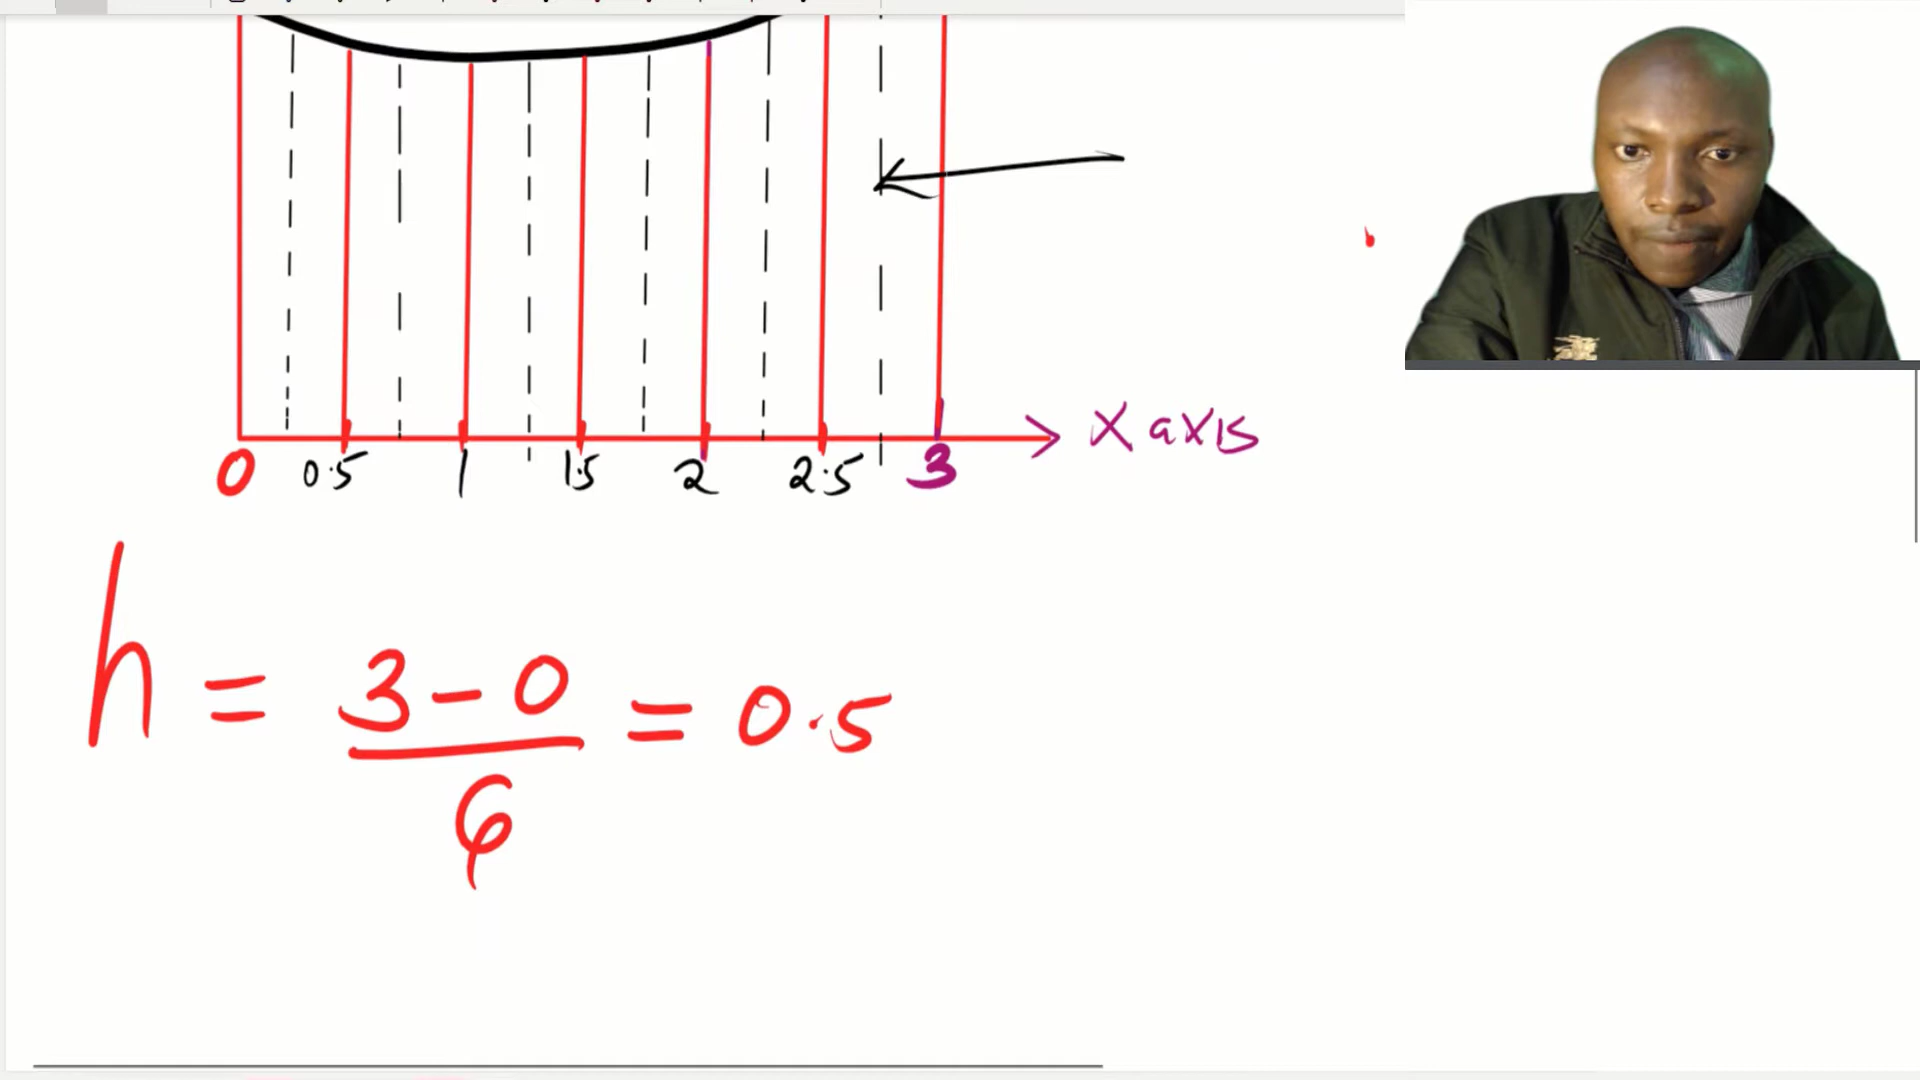 0 0.5 1 1.5 2 2.5 3 X axis
h = 3 - 0 / 6 = 0.5